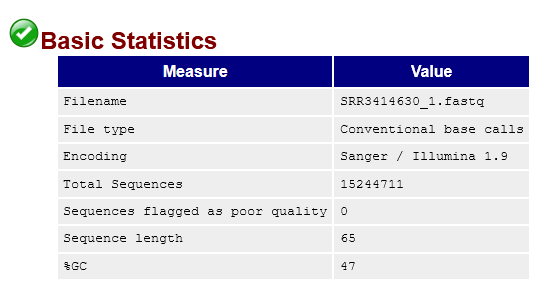 Basic Statistics
Measure Value
Filename SRR3414630_1.fastq
File type Conventional base calls
Encoding Sanger / Illumina 1.9
Total Sequences 15244711
Sequences flagged as poor quality 0
Sequence length 65
%GC 47